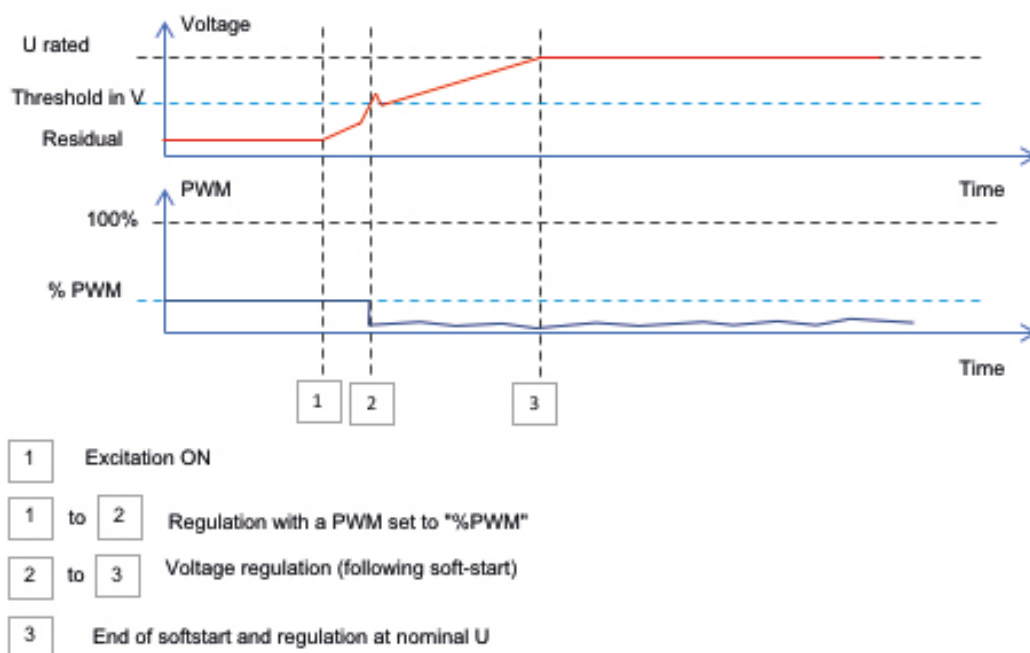 Voltage
U rated
Threshold in V
Residual
Time
PWM
100%
% PWM
Time
1 2 3
1 Excitation ON
1 to 2 Regulation with a PWM set to "%PWM"
2 to 3 Voltage regulation (following soft-start)
3 End of softstart and regulation at nominal U